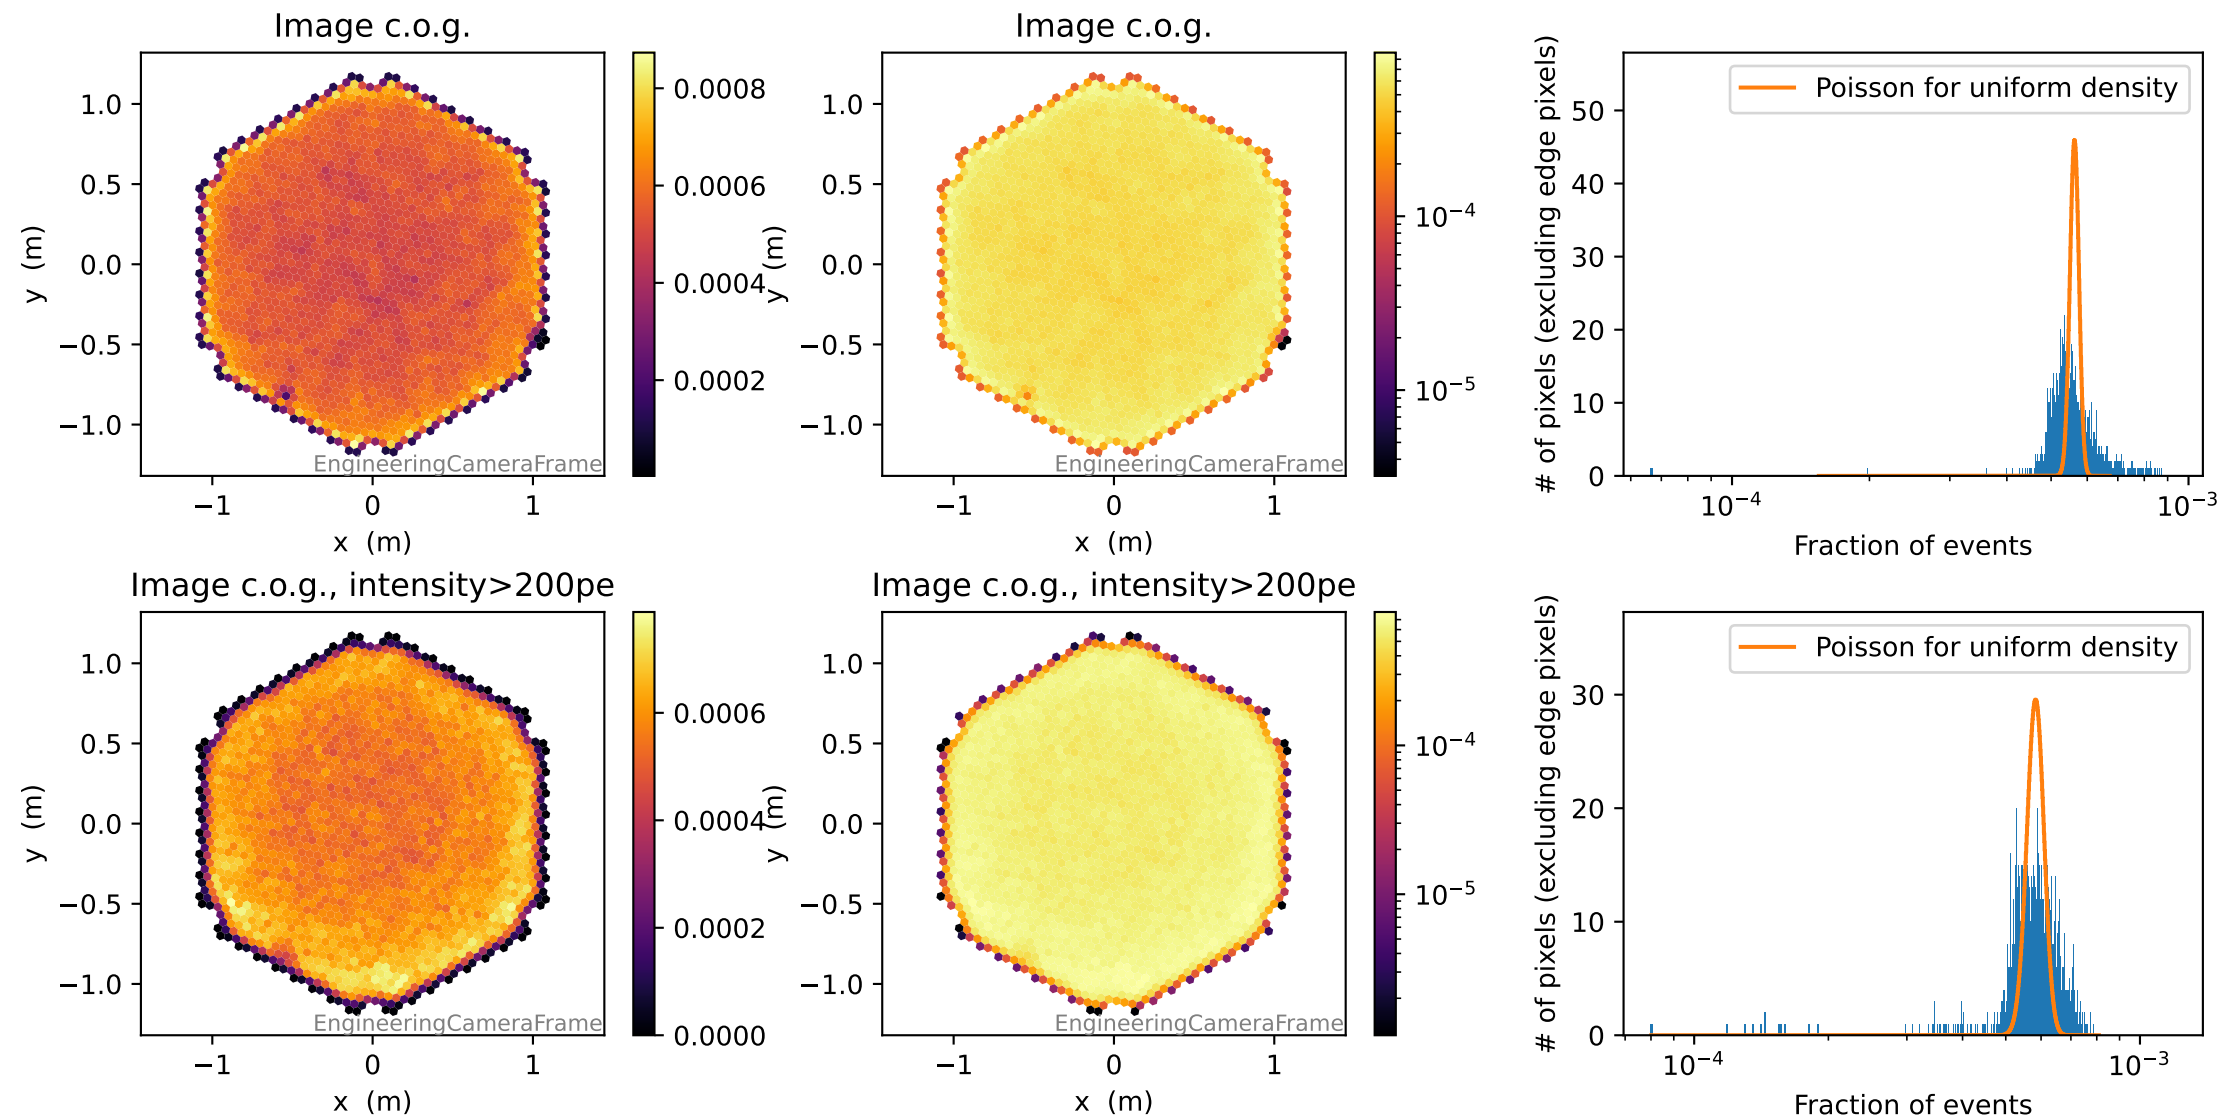 Image c.o.g.
1.0
0.5
0.0
−0.5
−1.0
y (m)
−1
0
1
x (m)
EngineeringCameraFrame
0.0008
0.0006
0.0004
0.0002
Image c.o.g.
1.0
0.5
0.0
−0.5
−1.0
y (m)
−1
0
1
x (m)
EngineeringCameraFrame
10⁻⁴
10⁻⁵
# of pixels (excluding edge pixels)
50
40
30
20
10
0
Poisson for uniform density
10⁻⁴
10⁻³
Fraction of events
Image c.o.g., intensity>200pe
1.0
0.5
0.0
−0.5
−1.0
y (m)
−1
0
1
x (m)
EngineeringCameraFrame
0.0006
0.0004
0.0002
0.0000
Image c.o.g., intensity>200pe
1.0
0.5
0.0
−0.5
−1.0
y (m)
−1
0
1
x (m)
EngineeringCameraFrame
10⁻⁴
10⁻⁵
# of pixels (excluding edge pixels)
30
20
10
0
Poisson for uniform density
10⁻⁴
10⁻³
Fraction of events